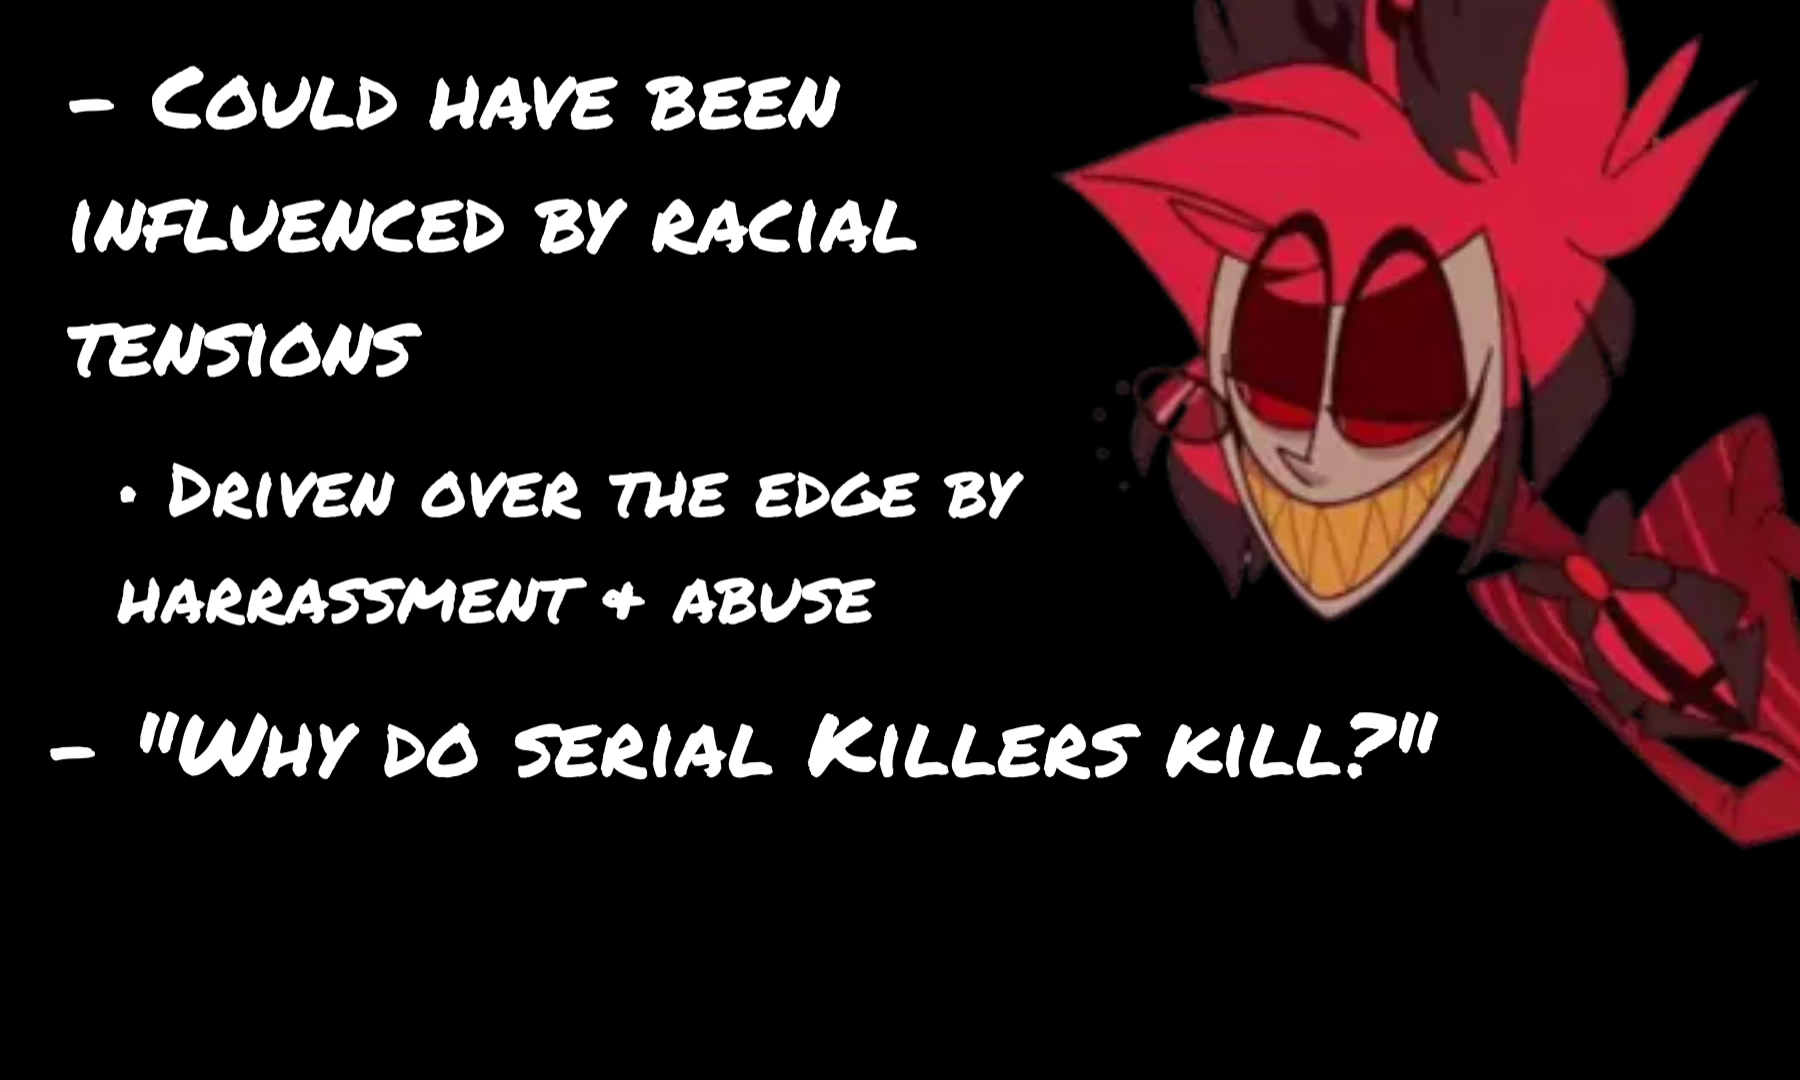 - Could have been
influenced by racial
tensions
• Driven over the edge by
harrassment & abuse
- "Why do serial Killers kill?"